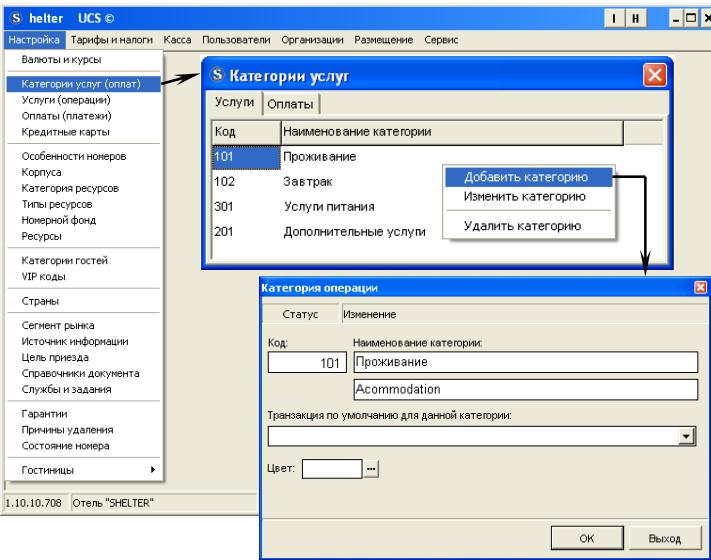 S helter UCS © I H
Настройка Тарифы и налоги Касса Пользователи Организации Размещение Сервис
Валюты и курсы
Категории услуг (оплат)
Услуги (операции)
Оплаты (платежи)
Кредитные карты
Особенности номеров
Корпуса
Категория ресурсов
Типы ресурсов
Номерной фонд
Ресурсы
Категории гостей
VIP коды
Страны
Сегмент рынка
Источник информации
Цель приезда
Справочники документа
Службы и задания
Гарантии
Причины удаления
Состояние номера
Гостиницы
1.10.10.708 Отель "SHELTER"
S Категории услуг
Услуги Оплаты
Код Наименование категории
101 Проживание
102 Завтрак
301 Услуги питания
201 Дополнительные услуги
Добавить категорию
Изменить категорию
Удалить категорию
Категория операции
Статус Изменение
Код: Наименование категории:
101 Проживание
Acommodation
Транзакция по умолчанию для данной категории:
Цвет: ...
OK Выход